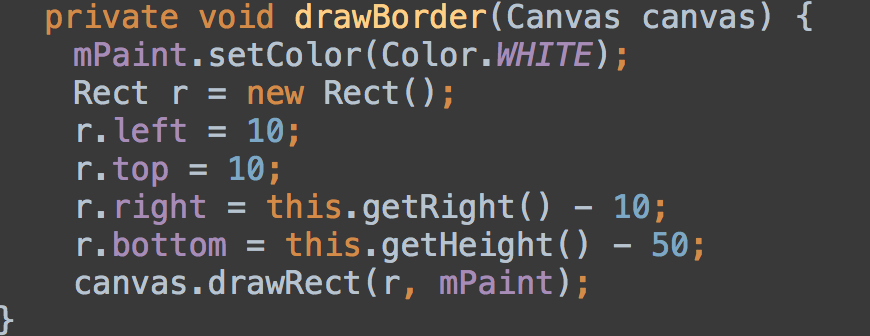 private void drawBorder(Canvas canvas) {
mPaint.setColor(Color.WHITE);
Rect r = new Rect();
r.left = 10;
r.top = 10;
r.right = this.getRight() - 10;
r.bottom = this.getHeight() - 50;
canvas.drawRect(r, mPaint);
}